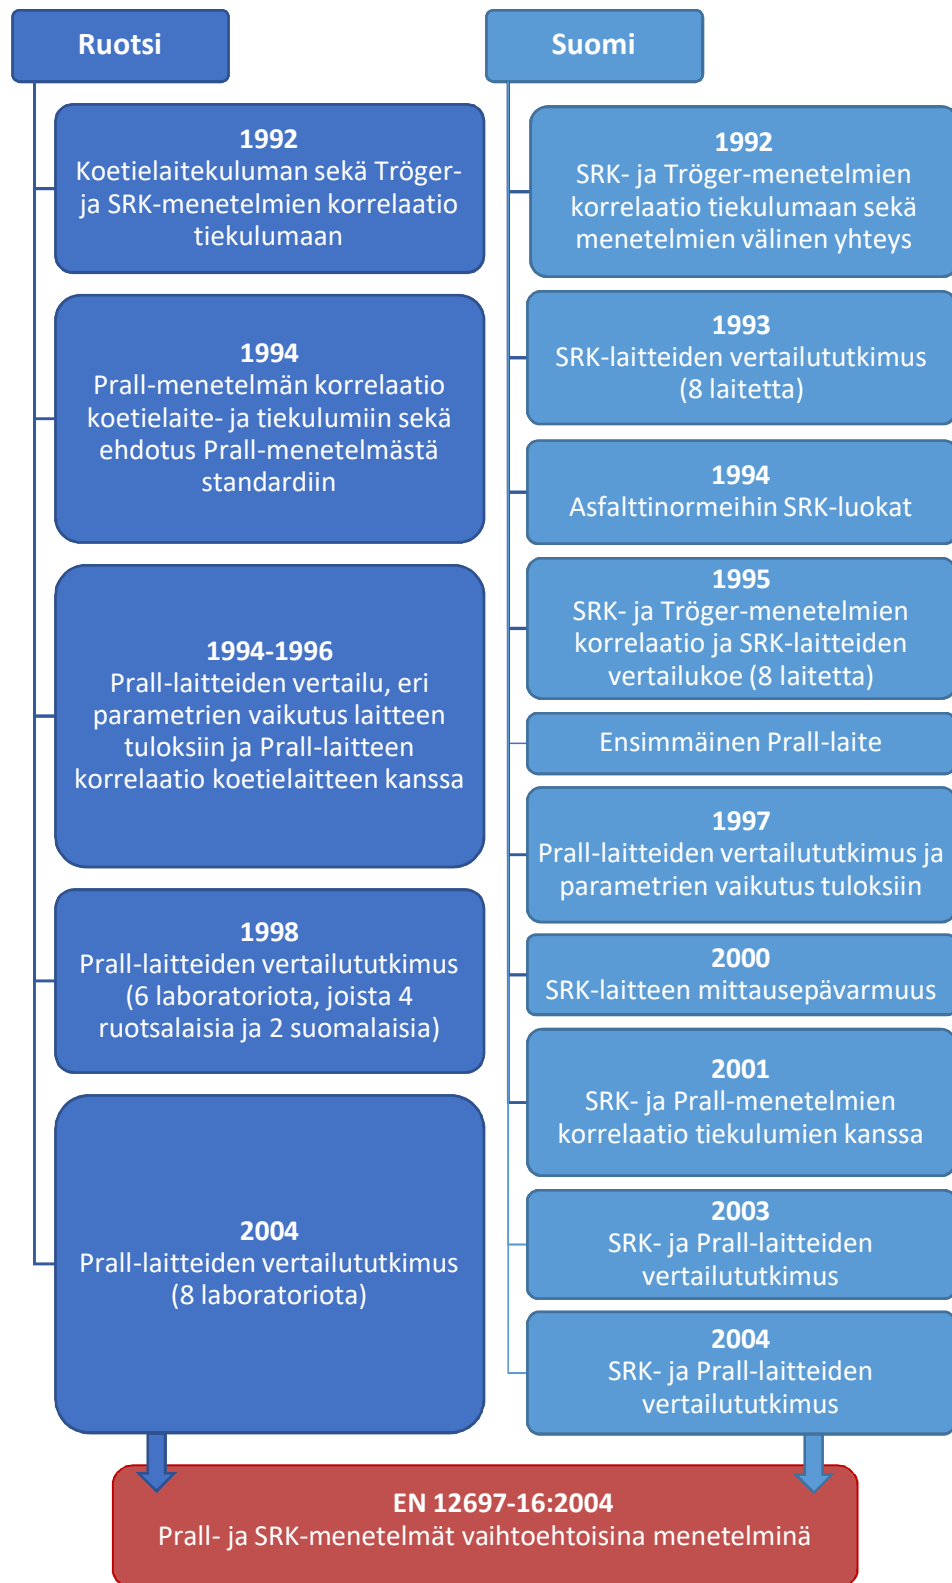 Ruotsi
1992
Koetielaitekuluman sekä Tröger-
ja SRK-menetelmien korrelaatio
tiekulumaan
1994
Prall-menetelmän korrelaatio
koetielaite- ja tiekulumiin sekä
ehdotus Prall-menetelmästä
standardiin
1994-1996
Prall-laitteiden vertailu, eri
parametrien vaikutus laitteen
tuloksiin ja Prall-laitteen
korrelaatio koetielaitteen kanssa
1998
Prall-laitteiden vertailututkimus
(6 laboratoriota, joista 4
ruotsalaisia ja 2 suomalaisia)
2004
Prall-laitteiden vertailututkimus
(8 laboratoriota)
Suomi
1992
SRK- ja Tröger-menetelmien
korrelaatio tiekulumaan sekä
menetelmien välinen yhteys
1993
SRK-laitteiden vertailututkimus
(8 laitetta)
1994
Asfalttinormeihin SRK-luokat
1995
SRK- ja Tröger-menetelmien
korrelaatio ja SRK-laitteiden
vertailukoe (8 laitetta)
Ensimmäinen Prall-laite
1997
Prall-laitteiden vertailututkimus ja
parametrien vaikutus tuloksiin
2000
SRK-laitteen mittausepävarmuus
2001
SRK- ja Prall-menetelmien
korrelaatio tiekulumien kanssa
2003
SRK- ja Prall-laitteiden
vertailututkimus
2004
SRK- ja Prall-laitteiden
vertailututkimus
EN 12697-16:2004
Prall- ja SRK-menetelmät vaihtoehtoisina menetelminä